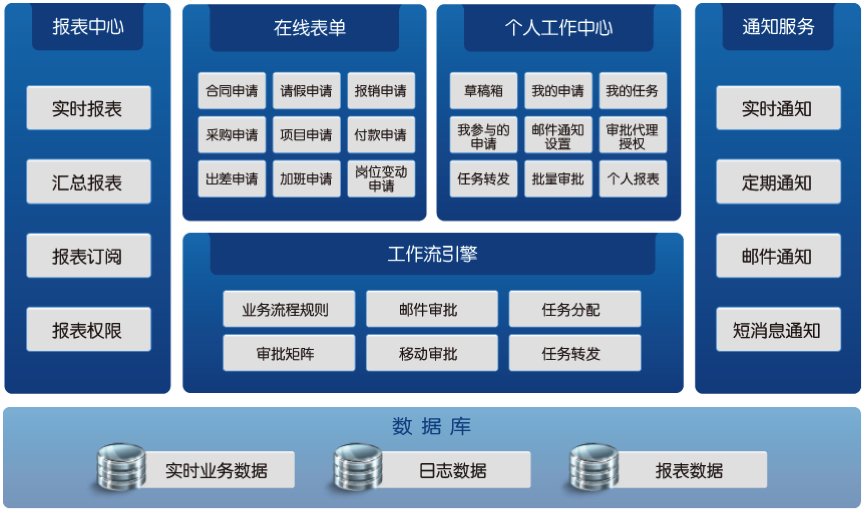 报表中心
实时报表
汇总报表
报表订阅
报表权限
在线表单
合同申请
请假申请
报销申请
采购申请
项目申请
付款申请
出差申请
加班申请
岗位变动
申请
个人工作中心
草稿箱
我的申请
我的任务
我参与的
申请
邮件通知
设置
审批代理
授权
任务转发
批量审批
个人报表
通知服务
实时通知
定期通知
邮件通知
短消息通知
工作流引擎
业务流程规则
邮件审批
任务分配
审批矩阵
移动审批
任务转发
数据库
实时业务数据
日志数据
报表数据